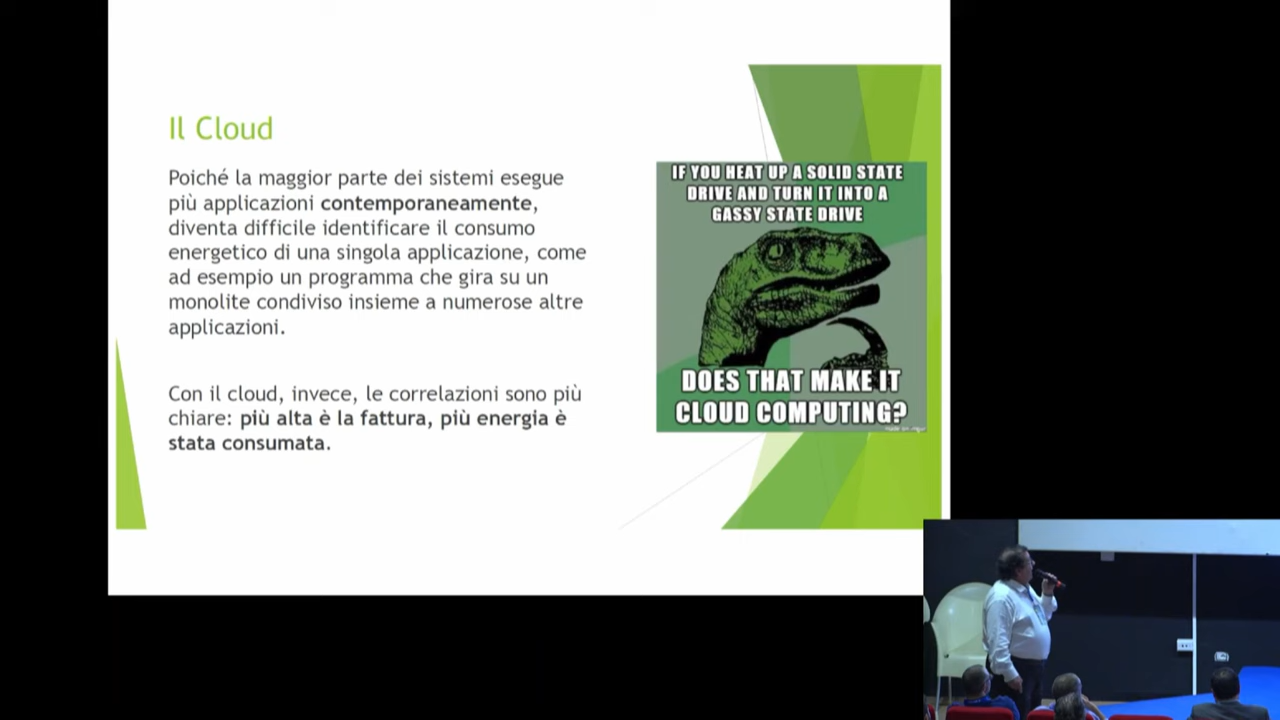 Il Cloud
Poiché la maggior parte dei sistemi esegue
più applicazioni contemporaneamente,
diventa difficile identificare il consumo
energetico di una singola applicazione, come
ad esempio un programma che gira su un
monolite condiviso insieme a numerose altre
applicazioni.
Con il cloud, invece, le correlazioni sono più
chiare: più alta è la fattura, più energia è
stata consumata.
IF YOU HEAT UP A SOLID STATE
DRIVE AND TURN IT INTO A
GASSY STATE DRIVE
DOES THAT MAKE IT
CLOUD COMPUTING?